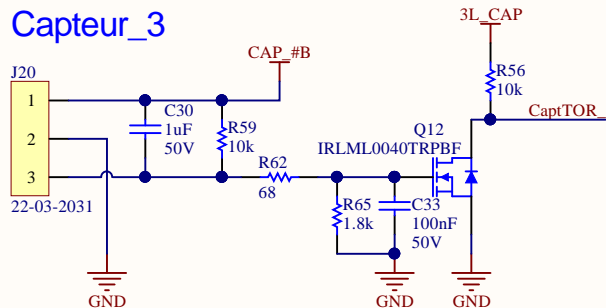 Capteur_3
3L_CAP
J20
CAP_#B
1
2
3
22-03-2031
C30
1uF
50V
R59
10k
R62
68
R65
1.8k
C33
100nF
50V
Q12
IRLML0040TRPBF
R56
10k
CaptTOR_
GND
GND
GND